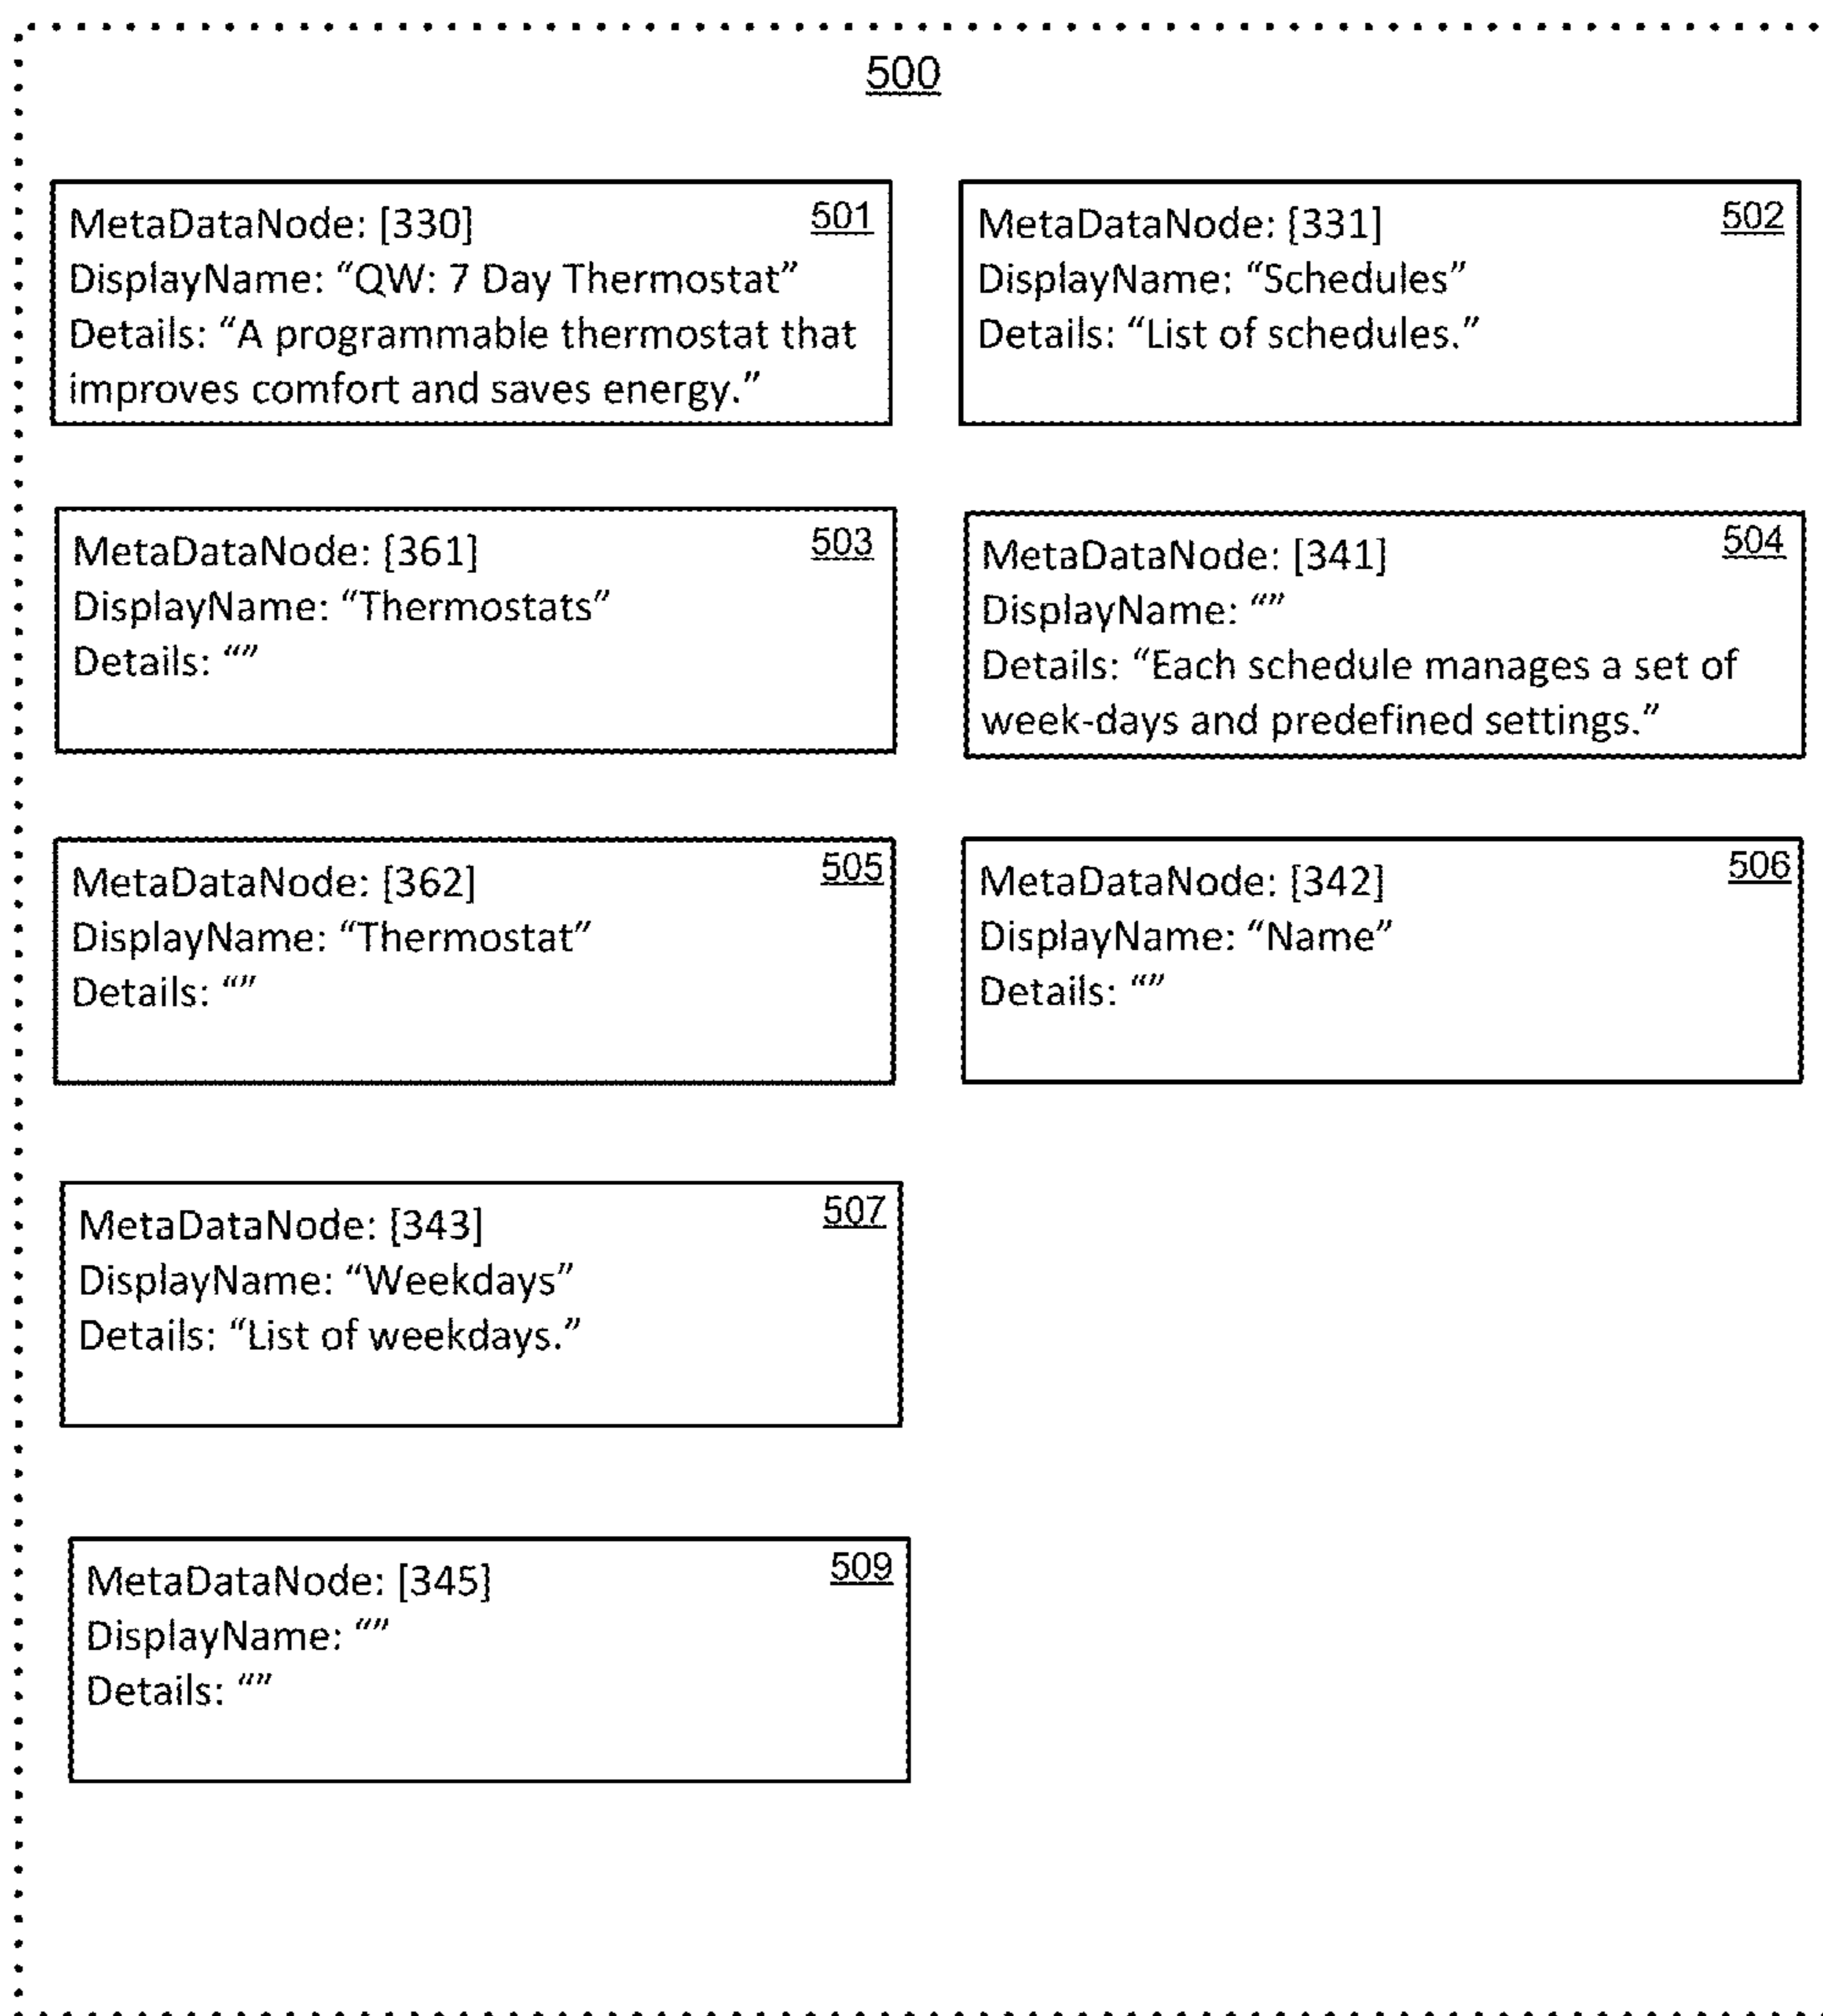 500
501
MetaDataNode: [330]
DisplayName: “QW: 7 Day Thermostat”
Details: “A programmable thermostat that
improves comfort and saves energy.”
502
MetaDataNode: [331]
DisplayName: “Schedules”
Details: “List of schedules.”
503
MetaDataNode: [361]
DisplayName: “Thermostats”
Details: “”
504
MetaDataNode: [341]
DisplayName: “”
Details: “Each schedule manages a set of
week-days and predefined settings.”
505
MetaDataNode: [362]
DisplayName: “Thermostat”
Details: “”
506
MetaDataNode: [342]
DisplayName: “Name”
Details: “”
507
MetaDataNode: [343]
DisplayName: “Weekdays”
Details: “List of weekdays.”
509
MetaDataNode: [345]
DisplayName: “”
Details: “”